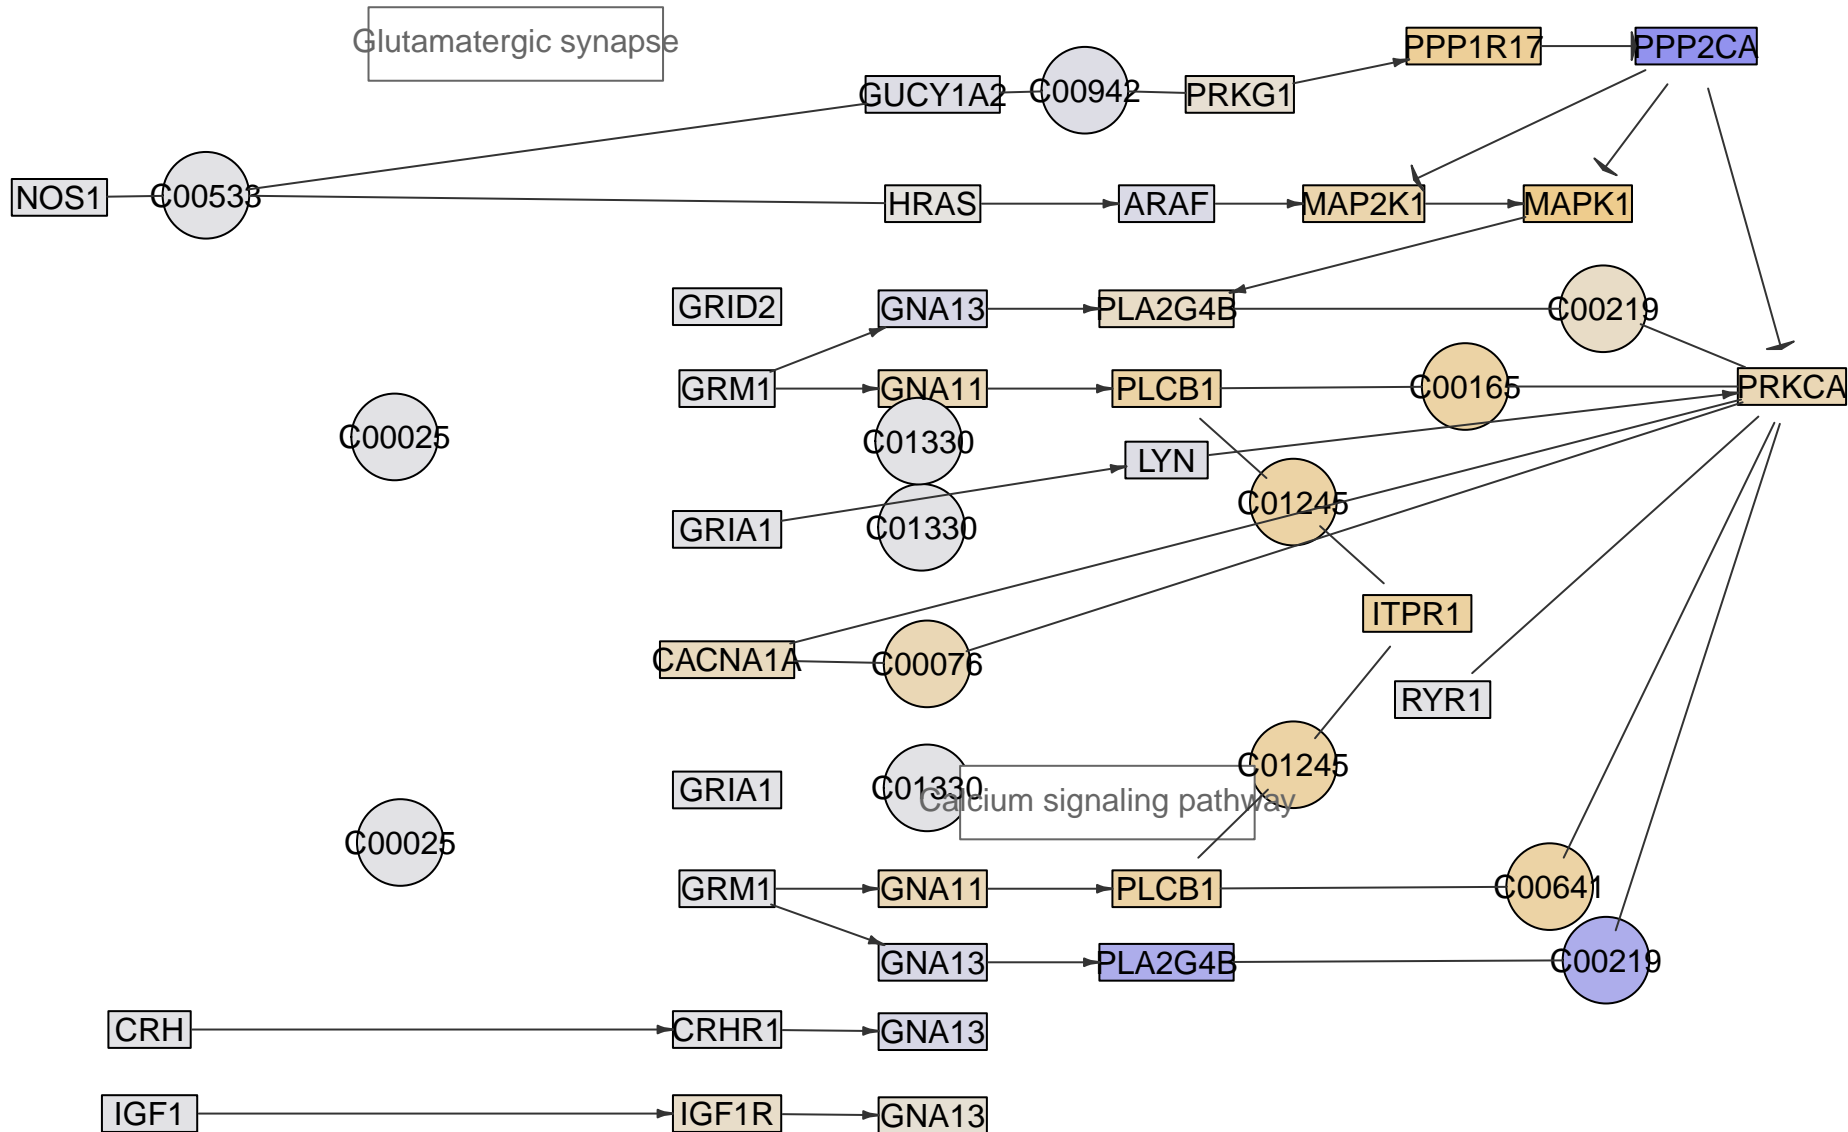 Glutamatergic synapse
PPP1R17
PPP2CA
GUCY1A2
C00942
PRKG1
NOS1
C00533
HRAS
ARAF
MAP2K1
MAPK1
GRID2
GNA13
PLA2G4B
C00219
GRM1
GNA11
PLCB1
C00165
PRKCA
C00025
C01330
LYN
C01245
GRIA1
C01330
ITPR1
CACNA1A
C00076
RYR1
C01245
GRIA1
C01330
Calcium signaling pathway
C00025
GRM1
GNA11
PLCB1
C00641
GNA13
PLA2G4B
C00219
CRH
CRHR1
GNA13
IGF1
IGF1R
GNA13